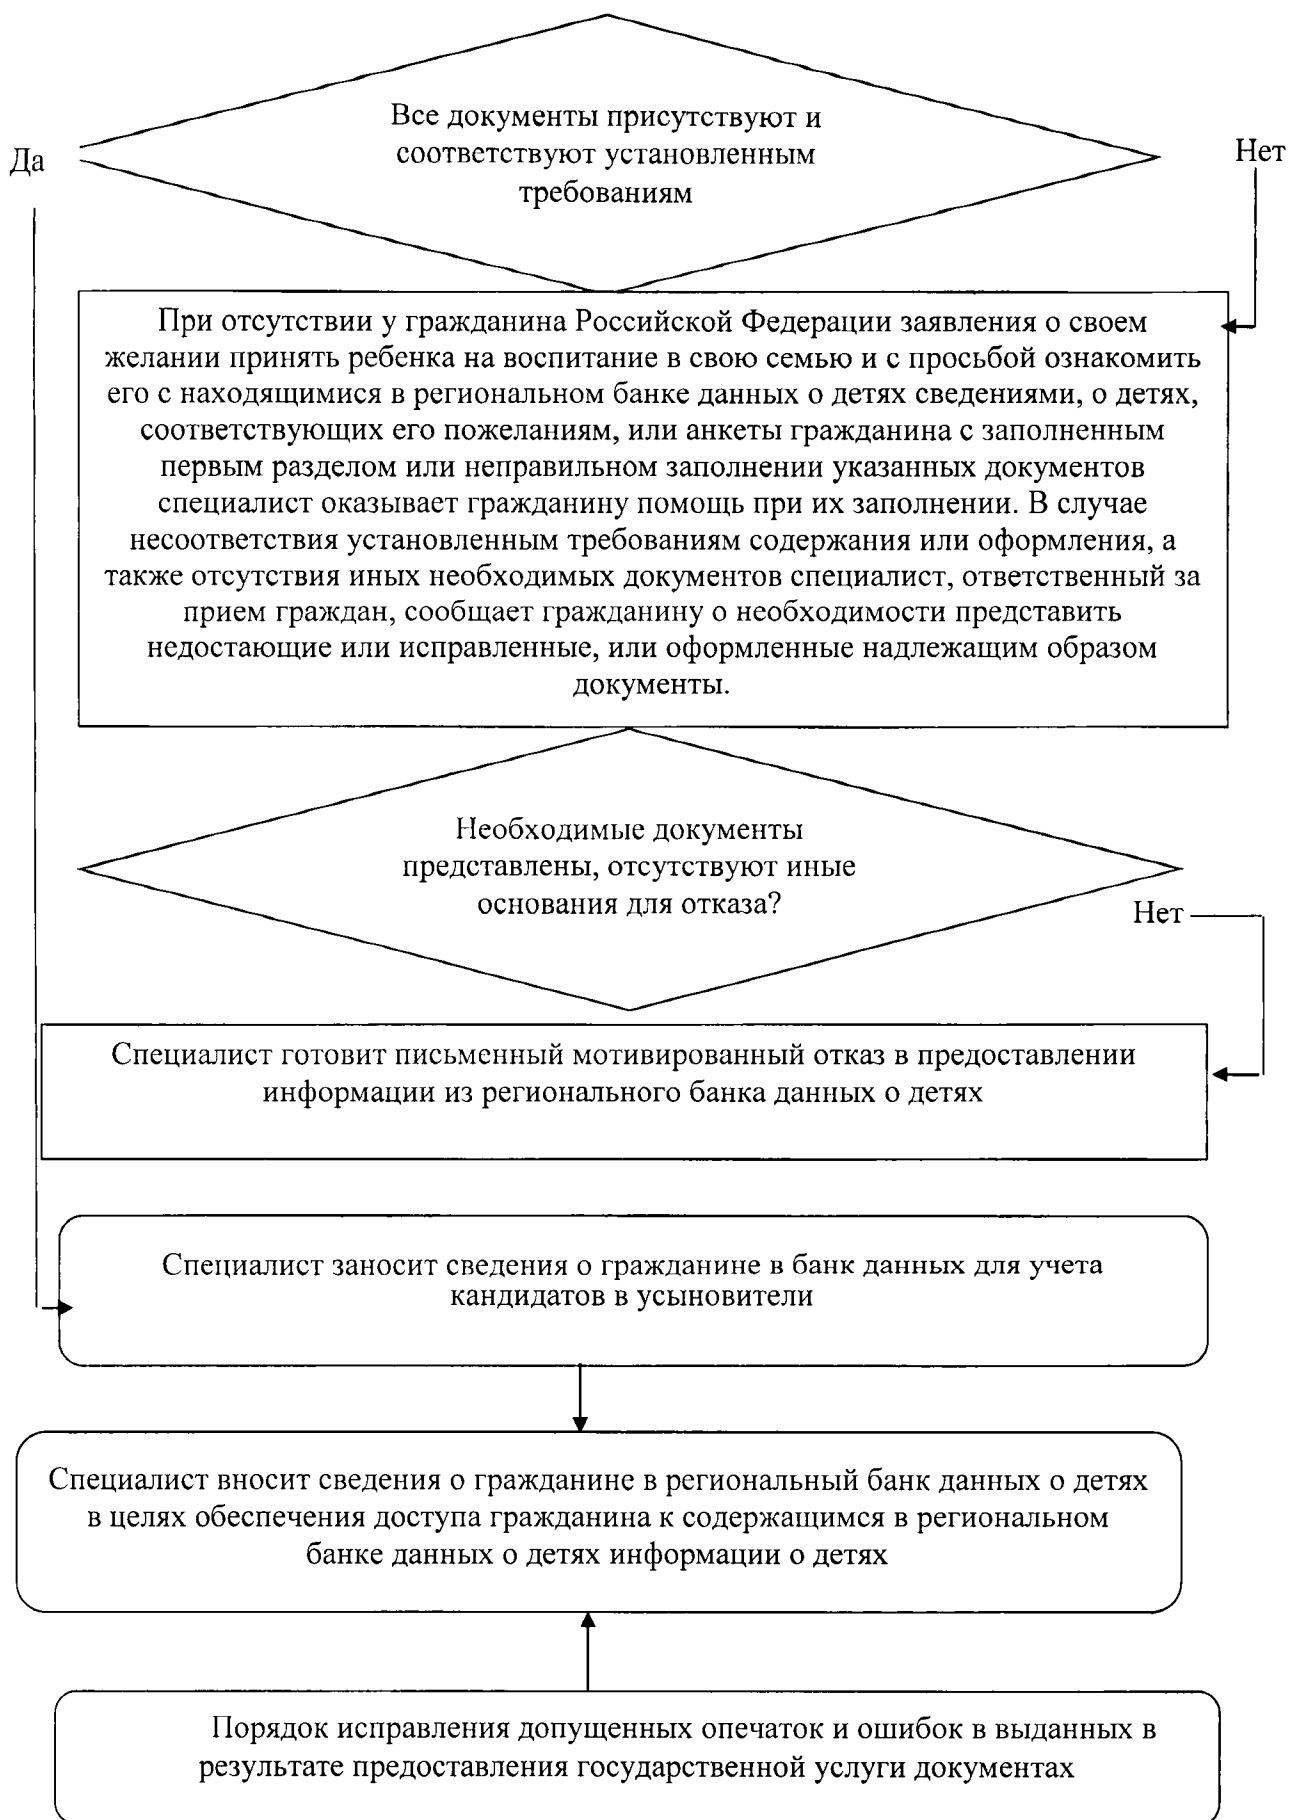 Все документы присутствуют и
соответствуют установленным
требованиям
Да
Нет
При отсутствии у гражданина Российской Федерации заявления о своем
желании принять ребенка на воспитание в свою семью и с просьбой ознакомить
его с находящимися в региональном банке данных о детях сведениями, о детях,
соответствующих его пожеланиям, или анкеты гражданина с заполненным
первым разделом или неправильном заполнении указанных документов
специалист оказывает гражданину помощь при их заполнении. В случае
несоответствия установленным требованиям содержания или оформления, а
также отсутствия иных необходимых документов специалист, ответственный за
прием граждан, сообщает гражданину о необходимости представить
недостающие или исправленные, или оформленные надлежащим образом
документы.
Необходимые документы
представлены, отсутствуют иные
основания для отказа?
Нет
Специалист готовит письменный мотивированный отказ в предоставлении
информации из регионального банка данных о детях
Специалист заносит сведения о гражданине в банк данных для учета
кандидатов в усыновители
Специалист вносит сведения о гражданине в региональный банк данных о детях
в целях обеспечения доступа гражданина к содержащимся в региональном
банке данных о детях информации о детях
Порядок исправления допущенных опечаток и ошибок в выданных в
результате предоставления государственной услуги документах